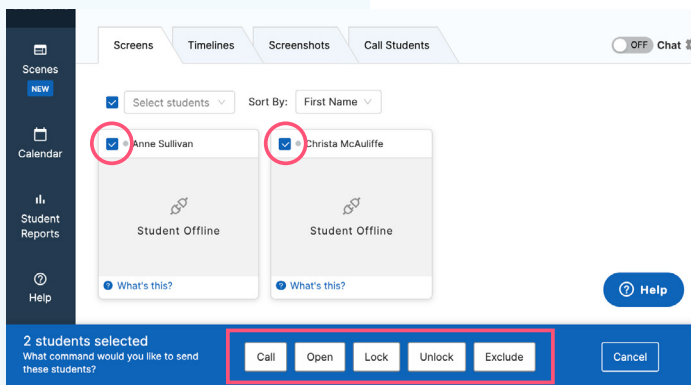 Scenes
NEW
Calendar
Student
Reports
Help
Screens Timelines Screenshots Call Students
OFF Chat
Select students Sort By: First Name
Anne Sullivan
Student Offline
What's this?
Christa McAuliffe
Student Offline
What's this?
Help
2 students selected
What command would you like to send
these students?
Call Open Lock Unlock Exclude
Cancel